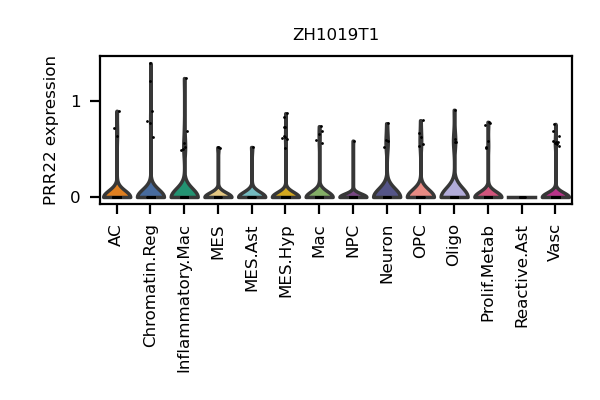 ZH1019T1
PRR22 expression
1
0
AC
Chromatin.Reg
Inflammatory.Mac
MES
MES.Ast
MES.Hyp
Mac
NPC
Neuron
OPC
Oligo
Prolif.Metab
Reactive.Ast
Vasc